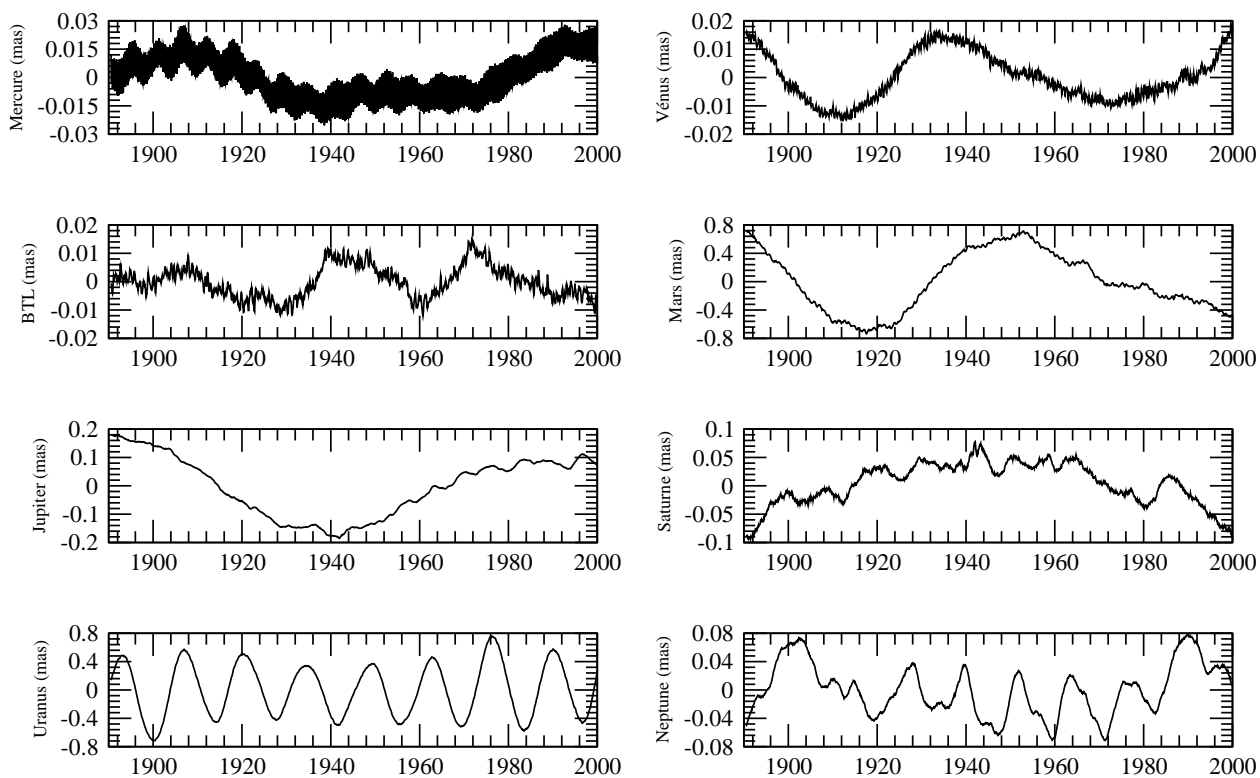 Mercure (mas)
0.03
0.015
0
-0.015
-0.03
1900 1920 1940 1960 1980 2000
Vénus (mas)
0.02
0.01
0
-0.01
-0.02
1900 1920 1940 1960 1980 2000
BTL (mas)
0.02
0.01
0
-0.01
-0.02
1900 1920 1940 1960 1980 2000
Mars (mas)
0.8
0.4
0
-0.4
-0.8
1900 1920 1940 1960 1980 2000
Jupiter (mas)
0.2
0.1
0
-0.1
-0.2
1900 1920 1940 1960 1980 2000
Saturne (mas)
0.1
0.05
0
-0.05
-0.1
1900 1920 1940 1960 1980 2000
Uranus (mas)
0.8
0.4
0
-0.4
-0.8
1900 1920 1940 1960 1980 2000
Neptune (mas)
0.08
0.04
0
-0.04
-0.08
1900 1920 1940 1960 1980 2000